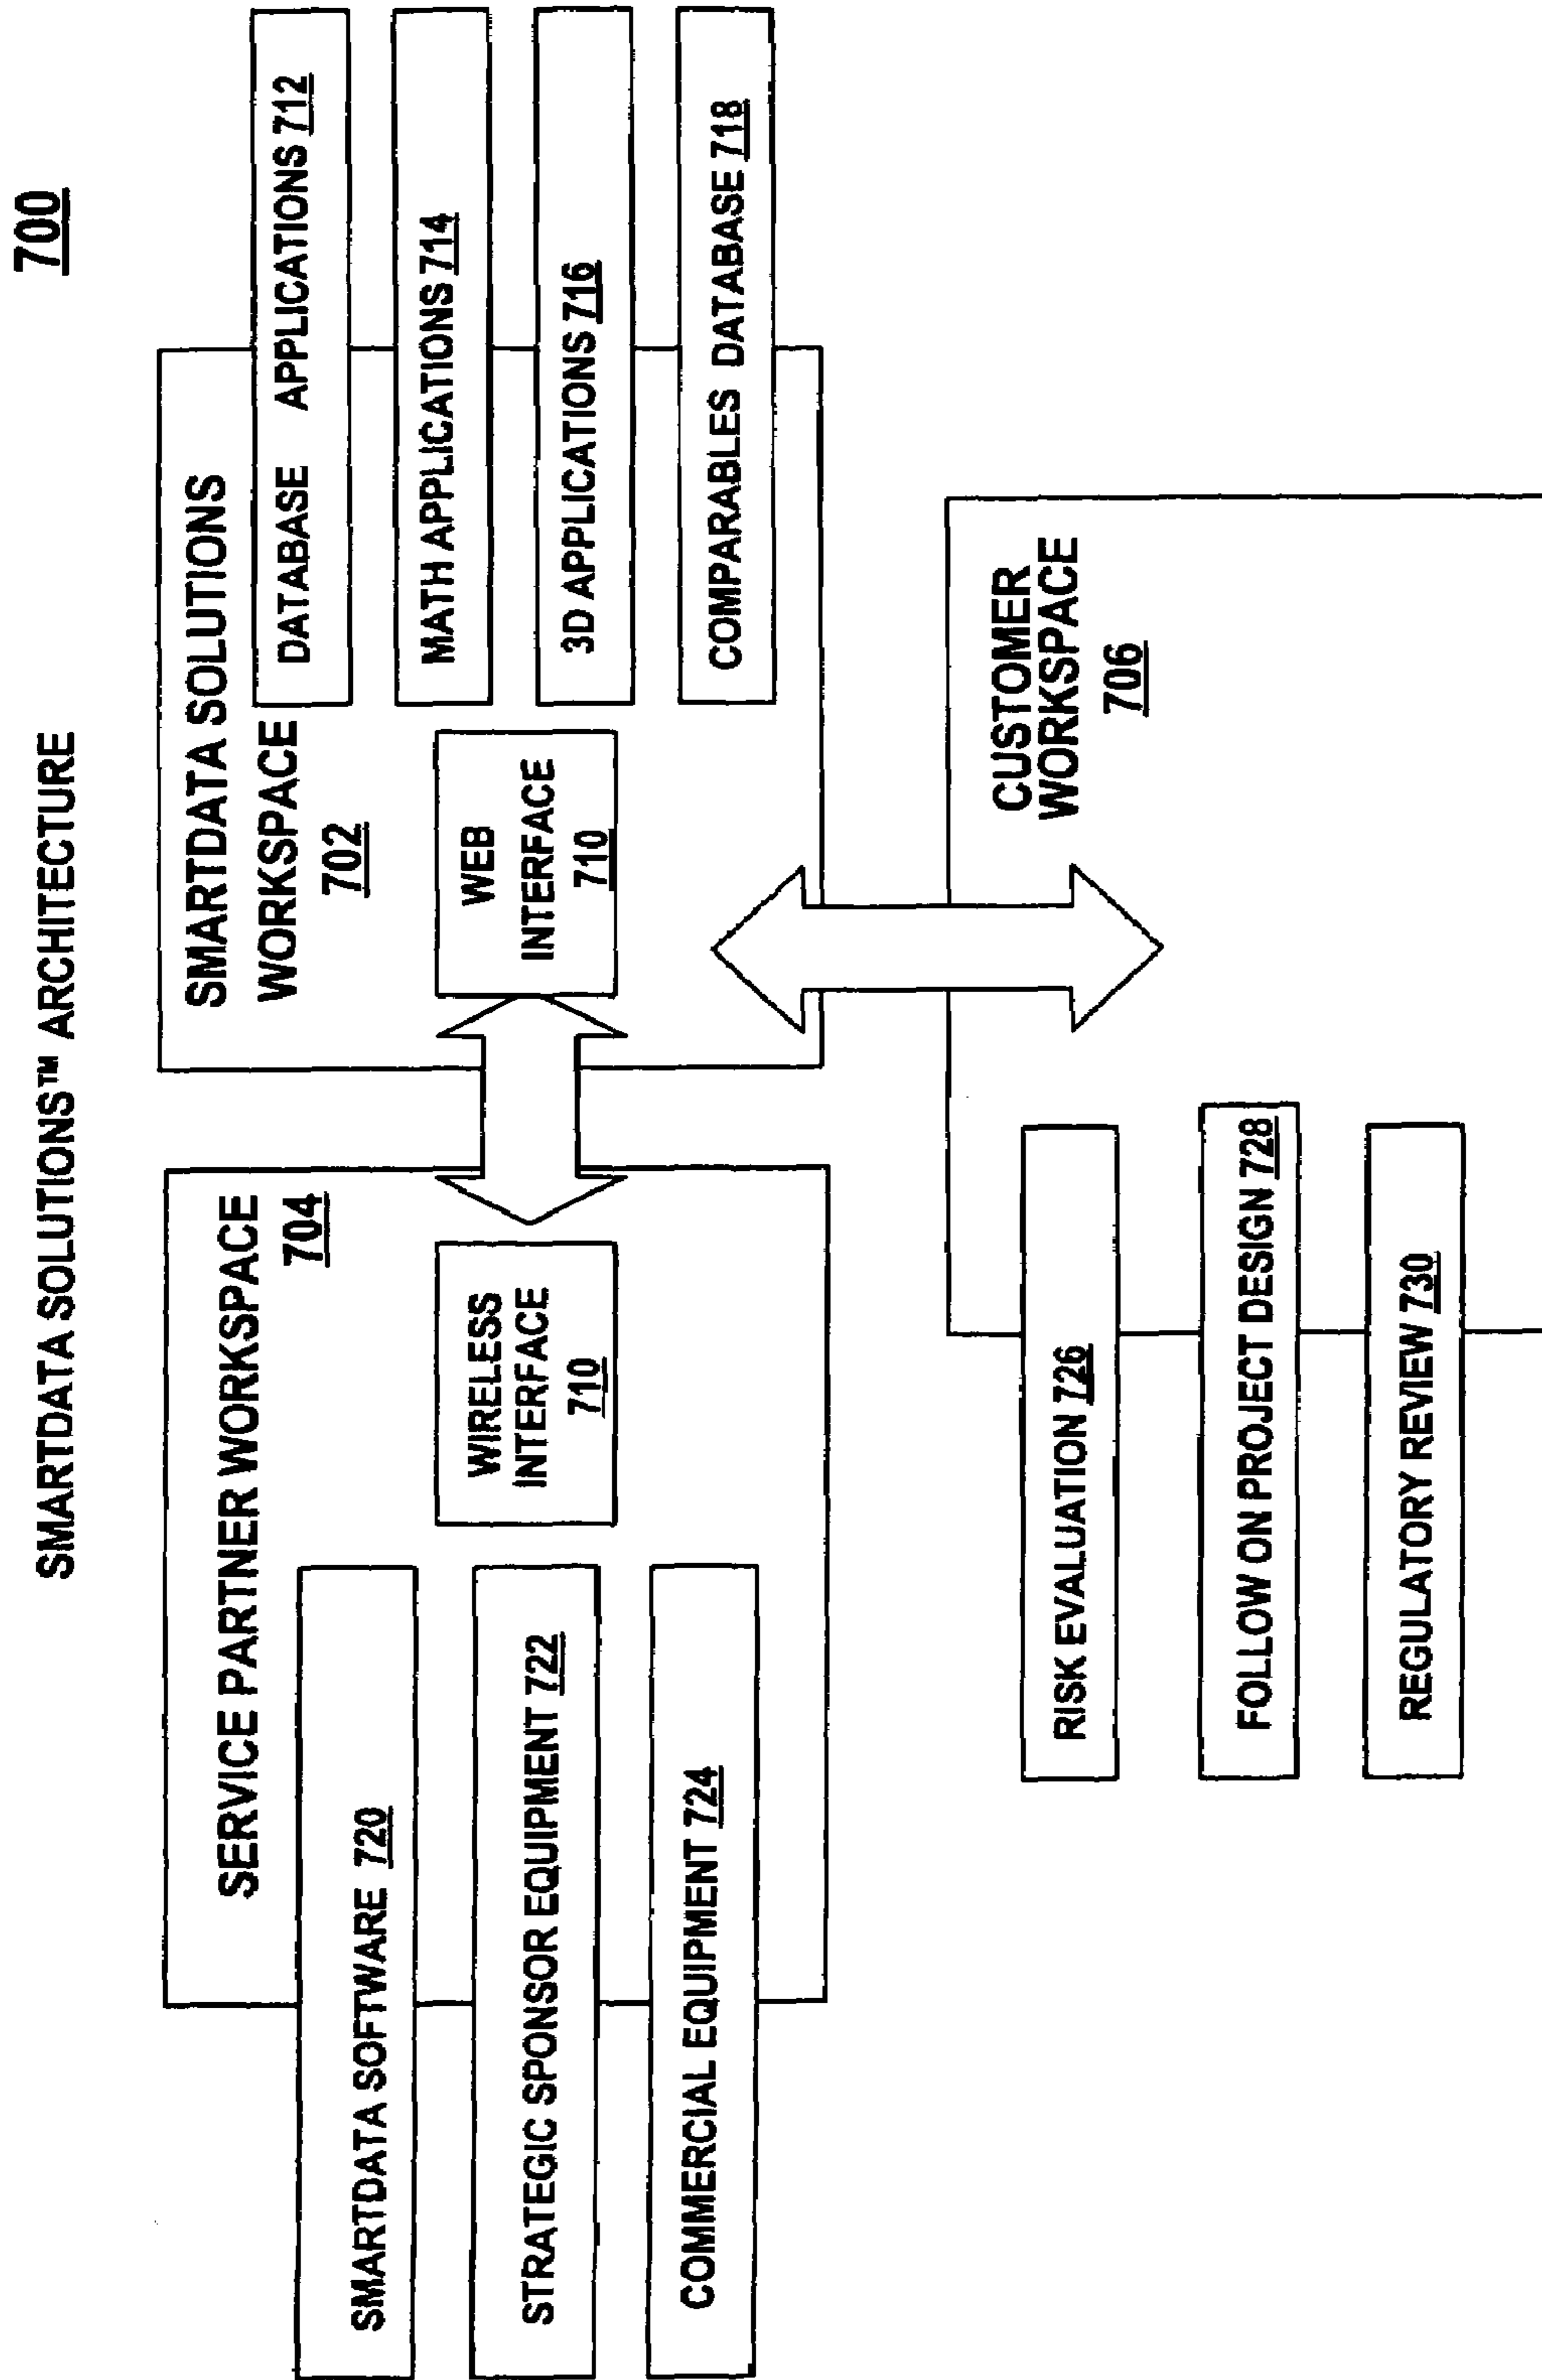 SMARTDATA SOLUTIONS™ ARCHITECTURE
700
SERVICE PARTNER WORKSPACE
704
SMARTDATA SOFTWARE 720
STRATEGIC SPONSOR EQUIPMENT 722
COMMERCIAL EQUIPMENT 724
WIRELESS
INTERFACE
710
SMARTDATA SOLUTIONS
WORKSPACE
702
WEB
INTERFACE
710
DATABASE APPLICATIONS 712
MATH APPLICATIONS 714
3D APPLICATIONS 716
COMPARABLES DATABASE 718
CUSTOMER
WORKSPACE
706
RISK EVALUATION 726
FOLLOW ON PROJECT DESIGN 728
REGULATORY REVIEW 730